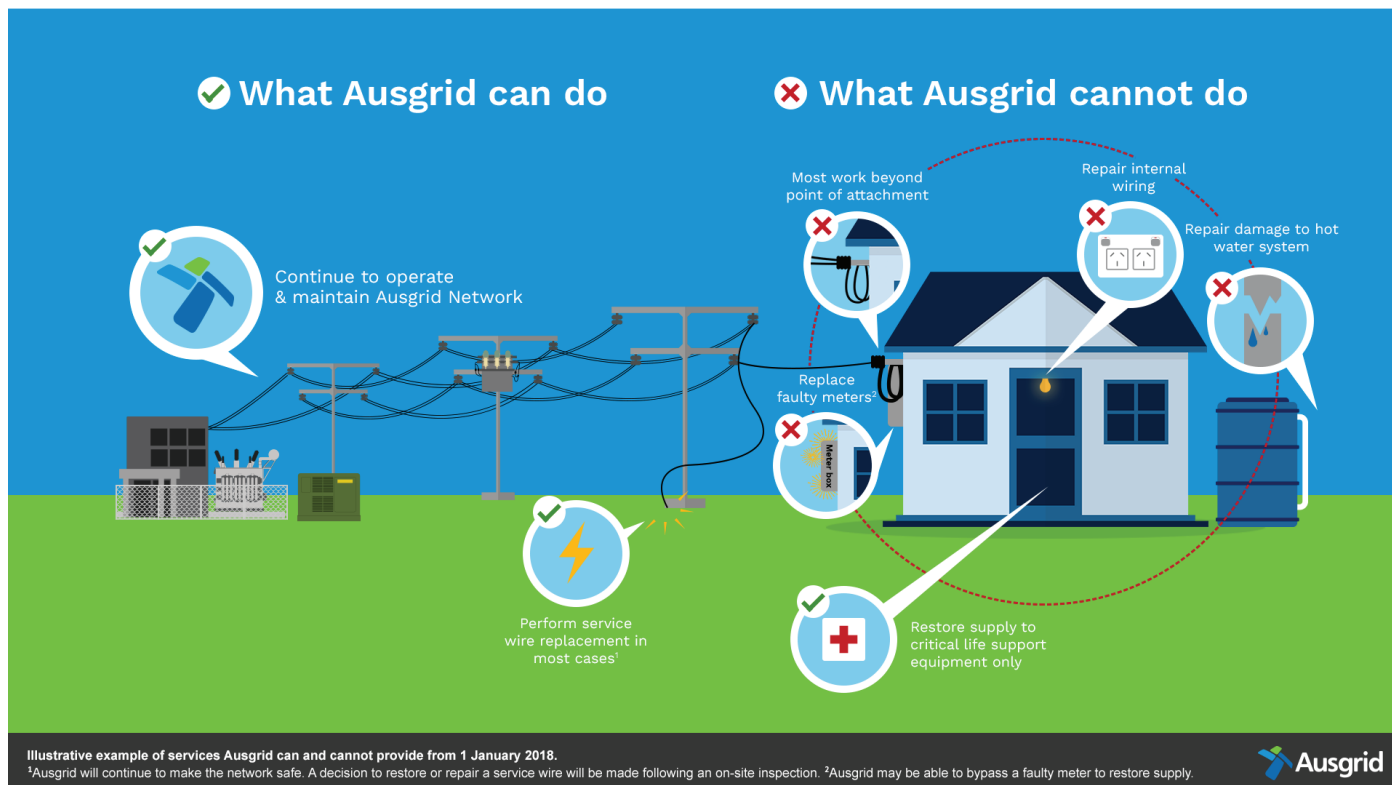 What Ausgrid can do
What Ausgrid cannot do
Continue to operate
& maintain Ausgrid Network
Perform service
wire replacement in
most cases¹
Most work beyond
point of attachment
Repair internal
wiring
Repair damage to hot
water system
Replace
faulty meters²
Meter box
Restore supply to
critical life support
equipment only
Illustrative example of services Ausgrid can and cannot provide from 1 January 2018.
¹Ausgrid will continue to make the network safe. A decision to restore or repair a service wire will be made following an on-site inspection. ²Ausgrid may be able to bypass a faulty meter to restore supply.
Ausgrid